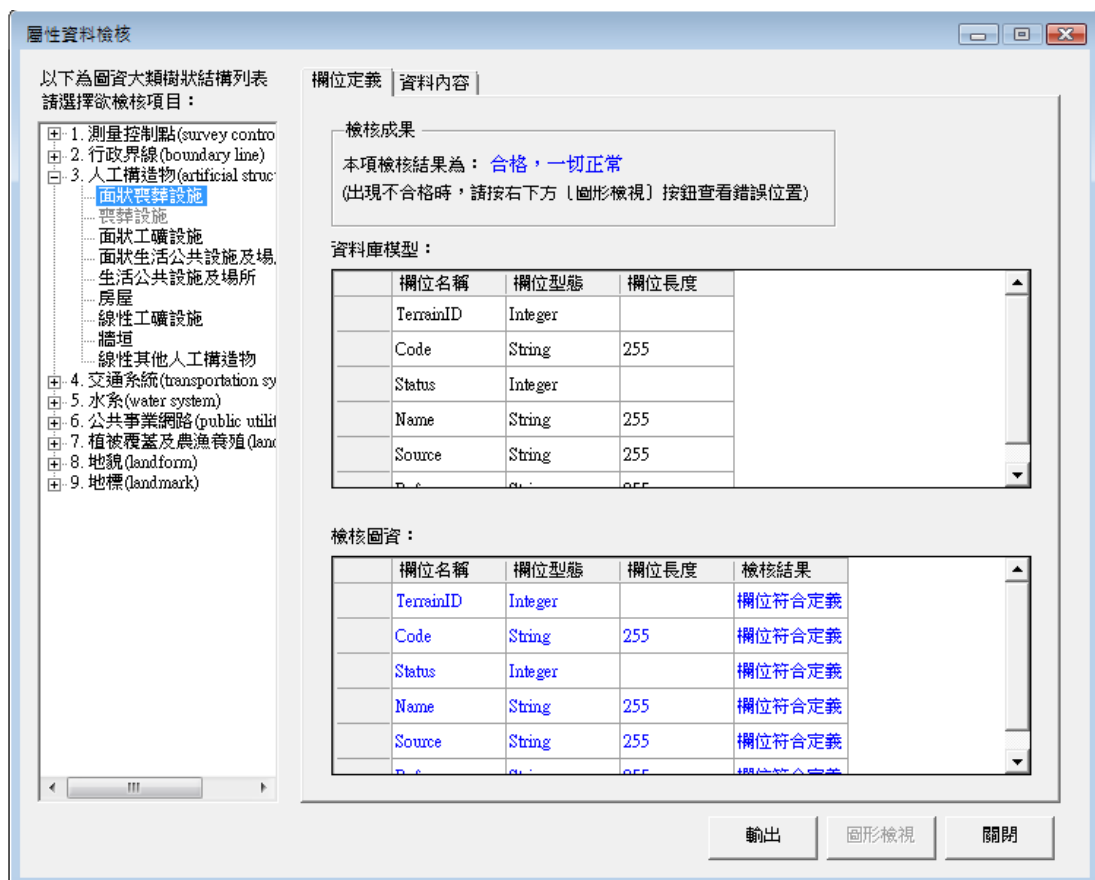 屬性資料檢核
以下為圖資大類樹狀結構列表
請選擇欲檢核項目：
1. 測量控制點(survey contro
2. 行政界線(boundary line)
3. 人工構造物(artificial struc
面狀喪葬設施
喪葬設施
面狀工礦設施
面狀生活公共設施及場
生活公共設施及場所
房屋
線性工礦設施
牆垣
線性其他人工構造物
4. 交通系統(transportation sy
5. 水系(water system)
6. 公共事業網路(public utilit
7. 植被覆蓋及農漁養殖(land
8. 地貌(landform)
9. 地標(landmark)
欄位定義 資料內容
檢核成果
本項檢核結果為： 合格，一切正常
(出現不合格時，請按右下方〔圖形檢視〕按鈕查看錯誤位置)
資料庫模型：
欄位名稱 欄位型態 欄位長度
TerrainID Integer
Code String 255
Status Integer
Name String 255
Source String 255
檢核圖資：
欄位名稱 欄位型態 欄位長度 檢核結果
TerrainID Integer 欄位符合定義
Code String 255 欄位符合定義
Status Integer 欄位符合定義
Name String 255 欄位符合定義
Source String 255 欄位符合定義
輸出 圖形檢視 關閉